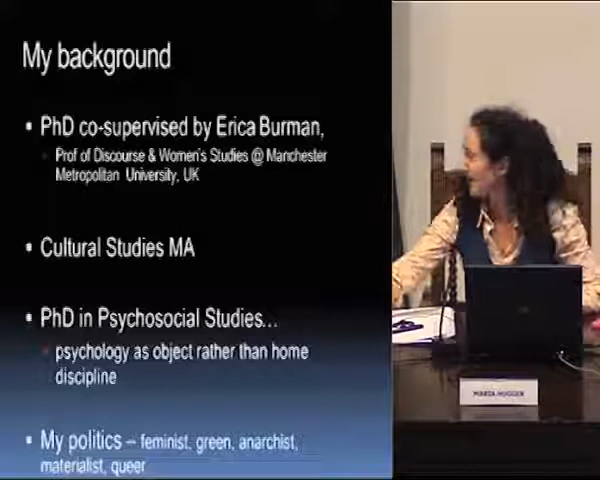 My background
PhD co-supervised by Erica Burman,
Prof of Discourse & Women's Studies @ Manchester
Metropolitan University, UK
Cultural Studies MA
PhD in Psychosocial Studies…
psychology as object rather than home
discipline
My politics – feminist, green, anarchist,
materialist, queer